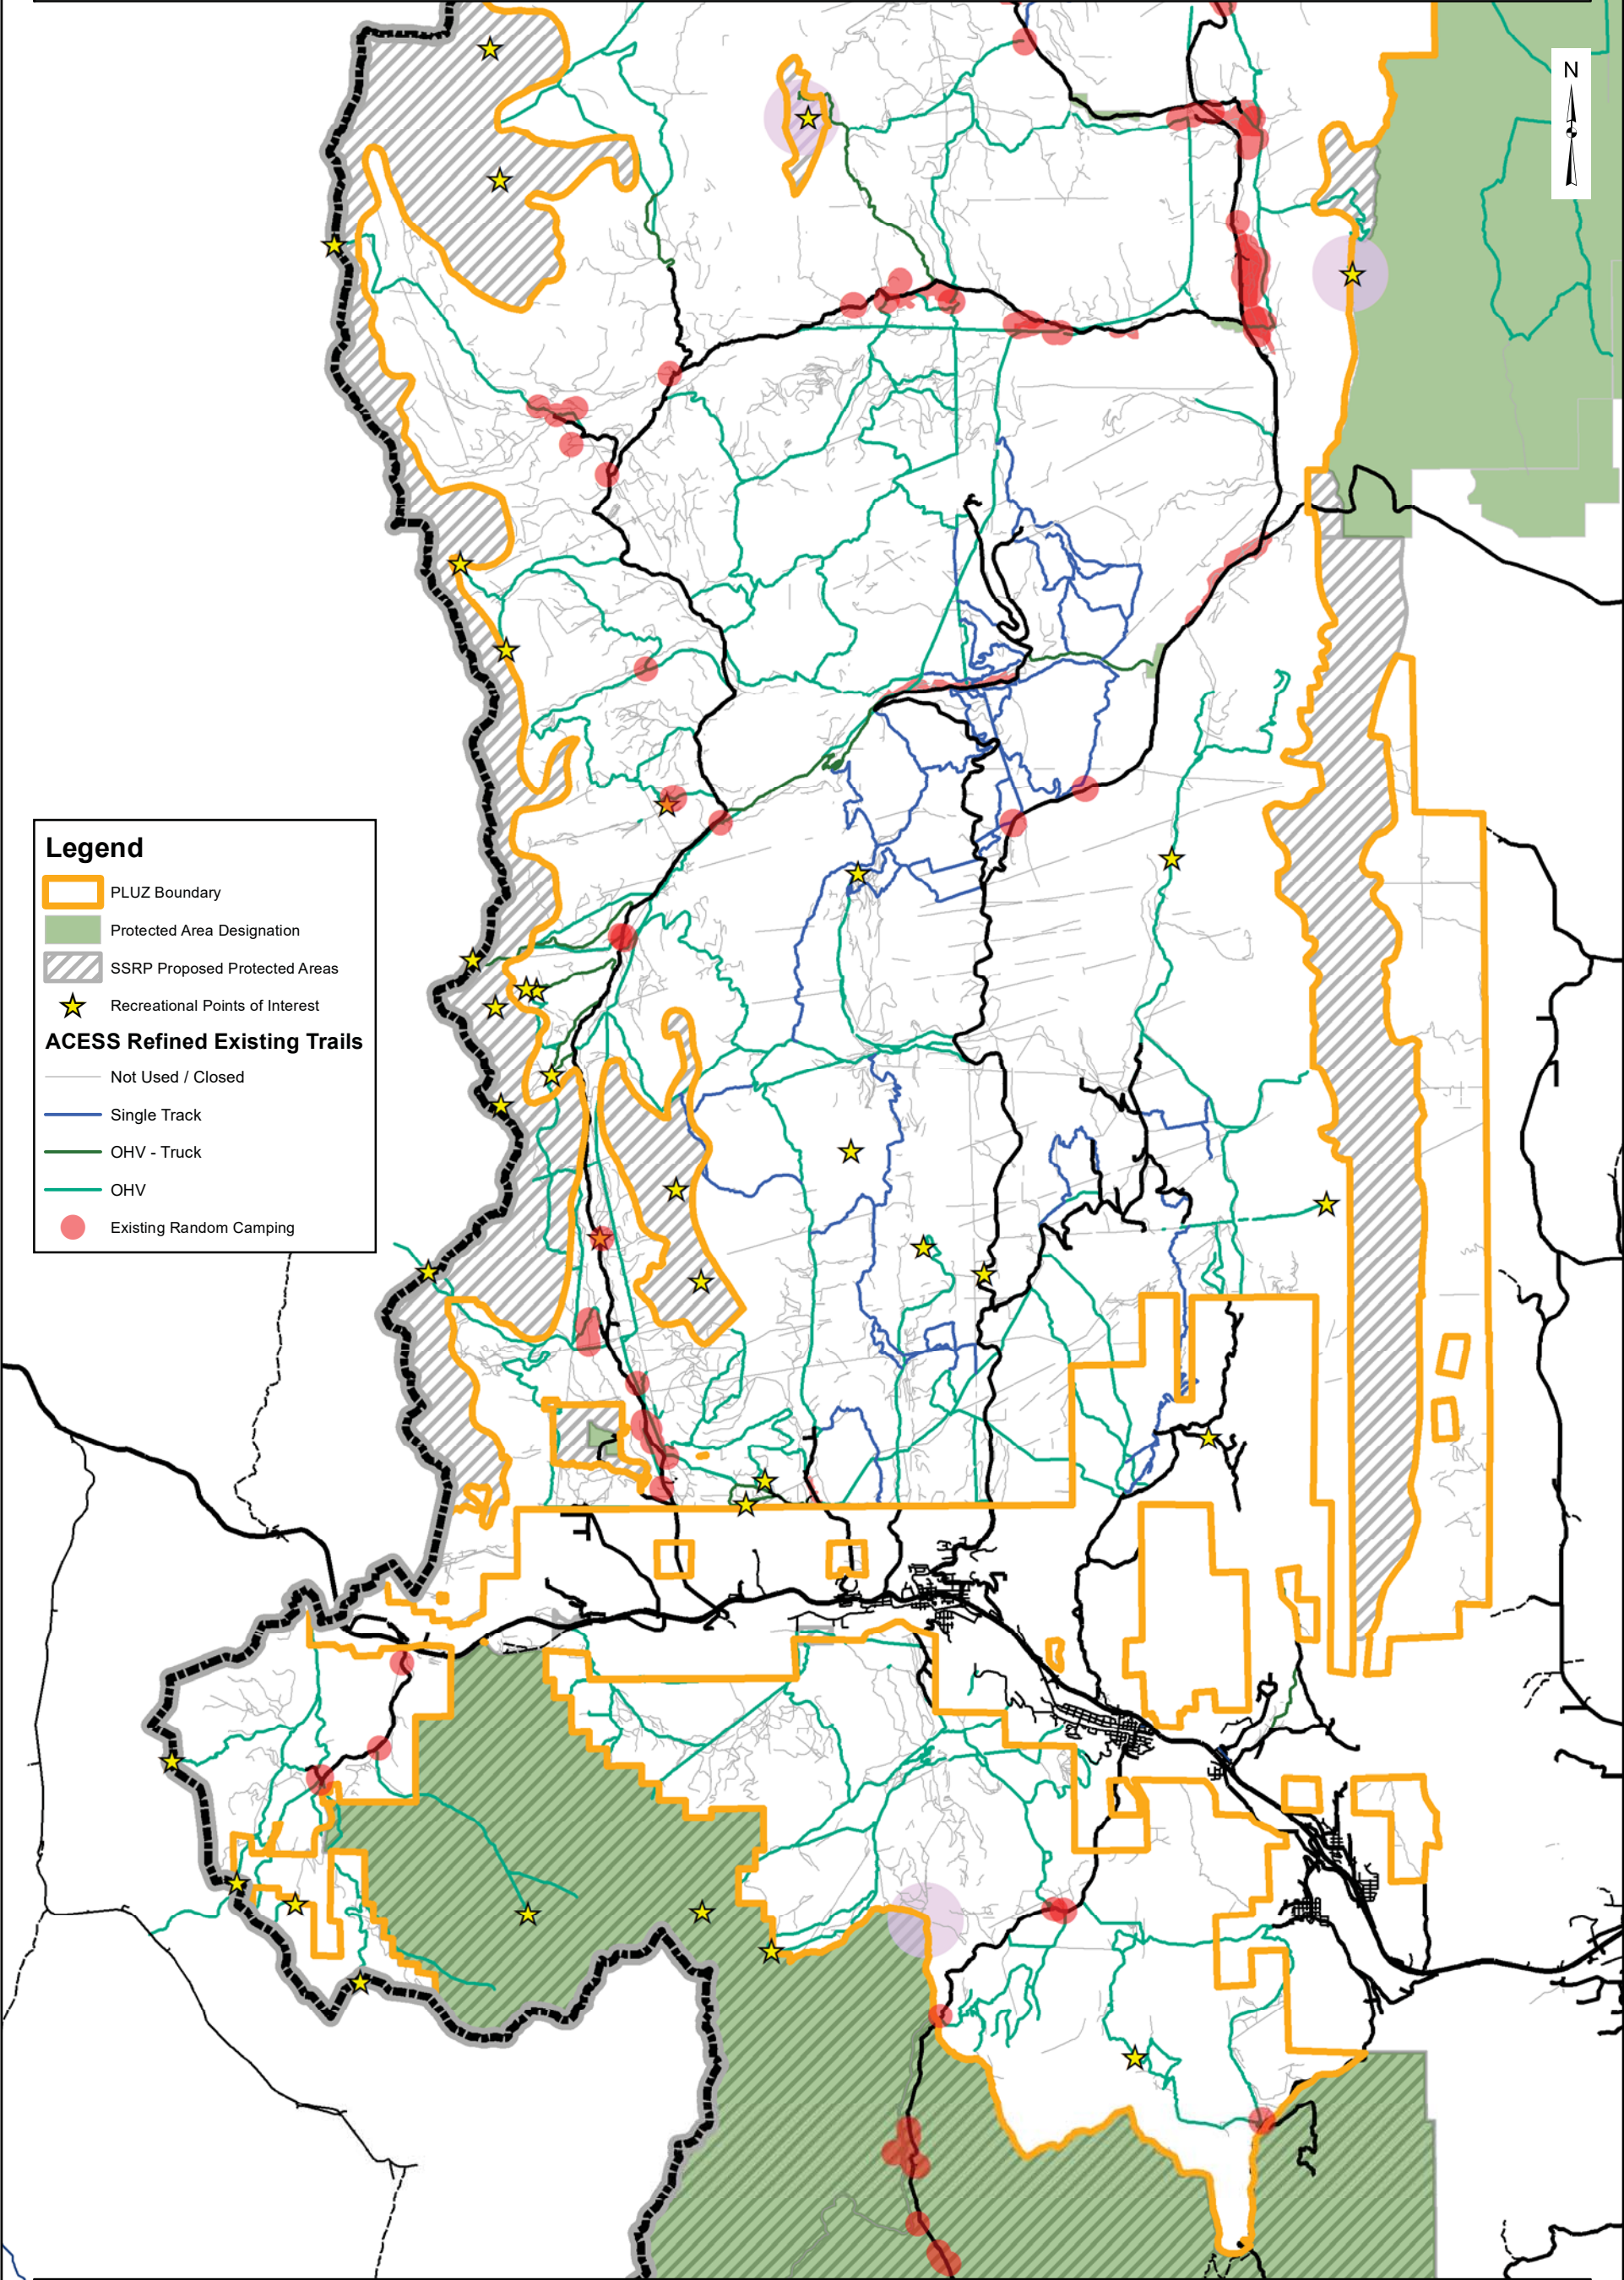 N
Legend
PLUZ Boundary
Protected Area Designation
SSRP Proposed Protected Areas
Recreational Points of Interest
ACESS Refined Existing Trails
Not Used / Closed
Single Track
OHV - Truck
OHV
Existing Random Camping